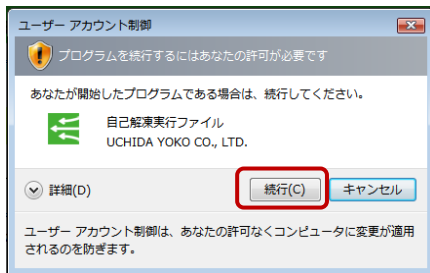 ユーザー アカウント制御
プログラムを続行するにはあなたの許可が必要です
あなたが開始したプログラムである場合は、続行してください。
自己解凍実行ファイル
UCHIDA YOKO CO., LTD.
詳細(D)
続行(C)
キャンセル
ユーザー アカウント制御は、あなたの許可なくコンピュータに変更が適用
されるのを防ぎます。